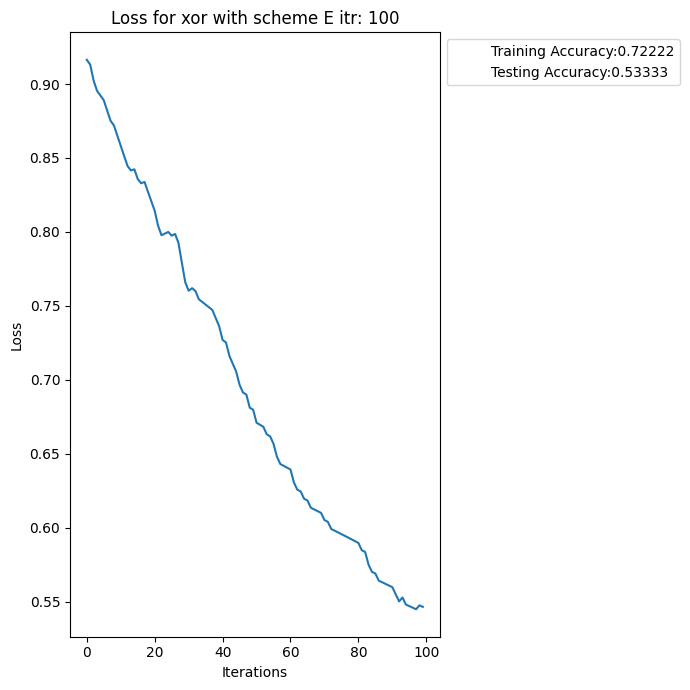 Loss for xor with scheme E itr: 100
Training Accuracy:0.72222
Testing Accuracy:0.53333
0.90
0.85
0.80
0.75
0.70
0.65
0.60
0.55
Loss
0 20 40 60 80 100
Iterations